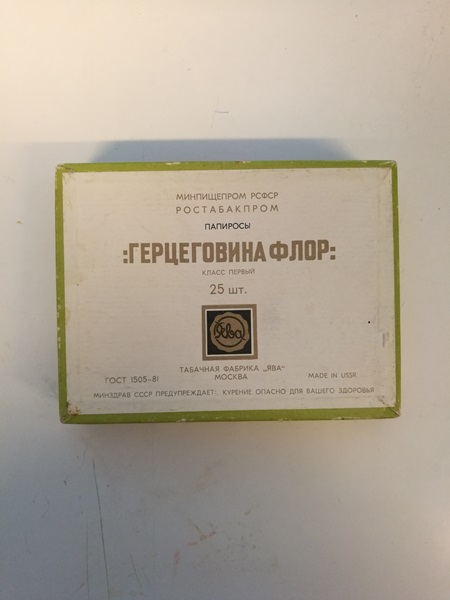 МИНПИЩЕПРОМ РСФСР
РОСТАБАКПРОМ
ПАПИРОСЫ
:ГЕРЦЕГОВИНА ФЛОР:
КЛАСС ПЕРВЫЙ
25 шт.
Ява
ТАБАЧНАЯ ФАБРИКА „ЯВА"
ГОСТ 1505-81 МОСКВА MADE IN USSR
МИНЗДРАВ СССР ПРЕДУПРЕЖДАЕТ: КУРЕНИЕ ОПАСНО ДЛЯ ВАШЕГО ЗДОРОВЬЯ